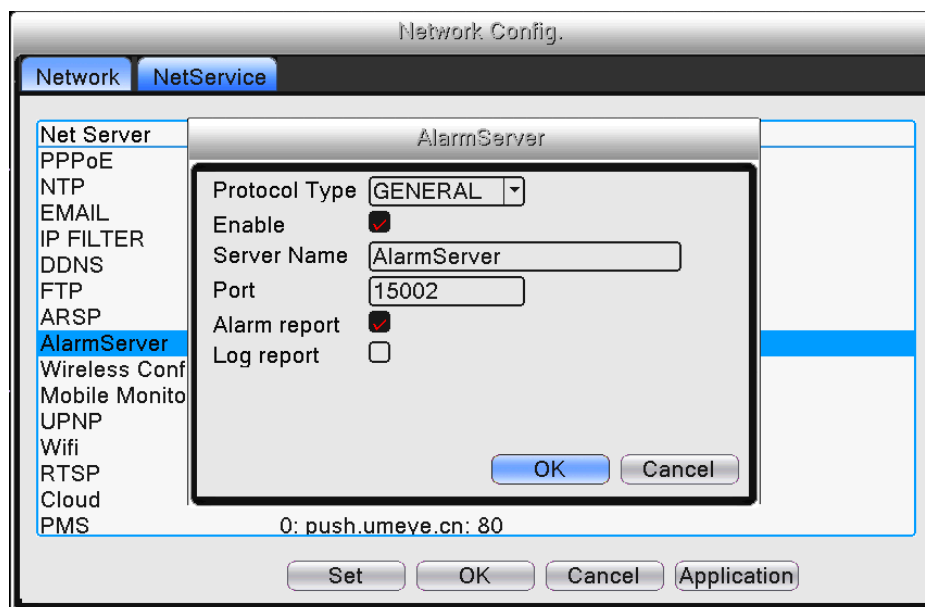 Network Config.
Network NetService
Net Server
PPPoE
NTP
EMAIL
IP FILTER
DDNS
FTP
ARSP
AlarmServer
Wireless Conf
Mobile Monito
UPNP
Wifi
RTSP
Cloud
PMS 0: push.umeye.cn: 80
AlarmServer
Protocol Type GENERAL
Enable
Server Name AlarmServer
Port 15002
Alarm report
Log report
OK Cancel
Set OK Cancel Application